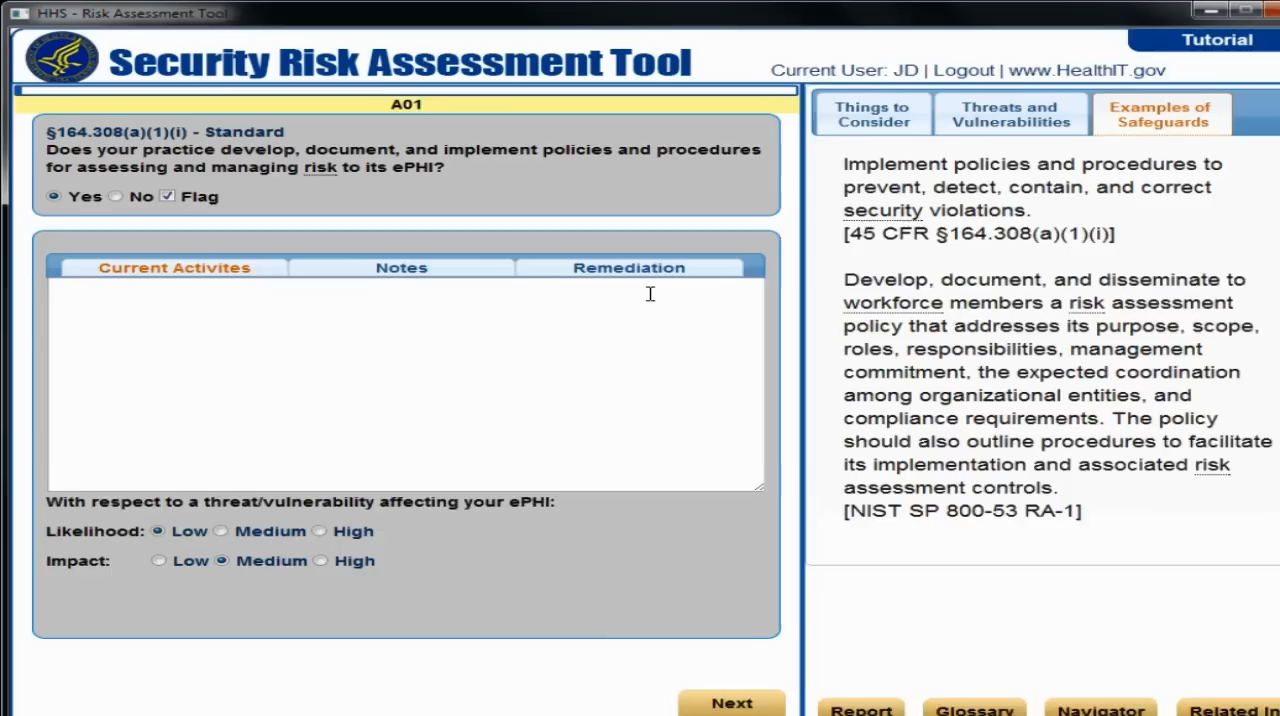 HHS - Risk Assessment Tool
Tutorial
Security Risk Assessment Tool
Current User: JD | Logout | www.HealthIT.gov
A01
§164.308(a)(1)(i) - Standard
Does your practice develop, document, and implement policies and procedures
for assessing and managing risk to its ePHI?
Yes No Flag
Current Activites Notes Remediation
With respect to a threat/vulnerability affecting your ePHI:
Likelihood: Low Medium High
Impact: Low Medium High
Next
Things to
Consider
Threats and
Vulnerabilities
Examples of
Safeguards
Implement policies and procedures to
prevent, detect, contain, and correct
security violations.
[45 CFR §164.308(a)(1)(i)]
Develop, document, and disseminate to
workforce members a risk assessment
policy that addresses its purpose, scope,
roles, responsibilities, management
commitment, the expected coordination
among organizational entities, and
compliance requirements. The policy
should also outline procedures to facilitate
its implementation and associated risk
assessment controls.
[NIST SP 800-53 RA-1]
Report Glossary Navigator Related In